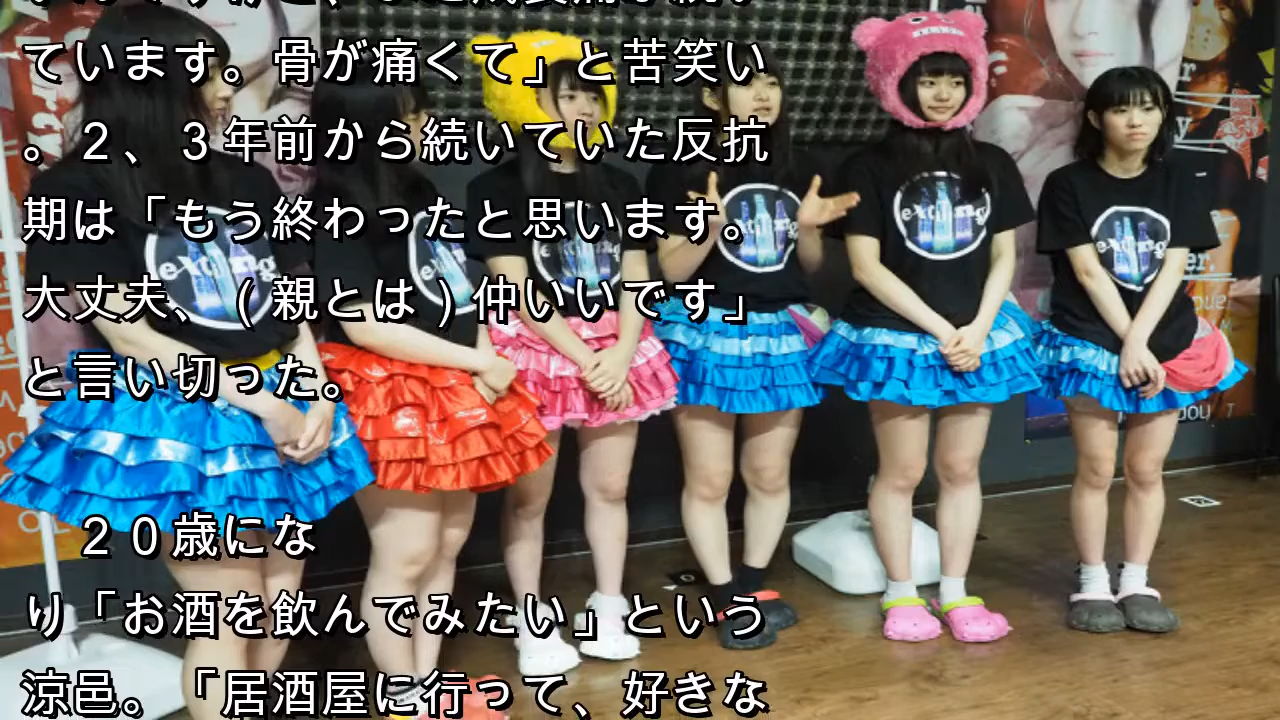 ています。骨が痛くて」と苦笑い
。２、３年前から続いていた反抗
期は「もう終わったと思います。
大丈夫、（親とは）仲いいです」
と言い切った。
２０歳にな
り「お酒を飲んでみたい」という
涼邑。「居酒屋に行って、好きな